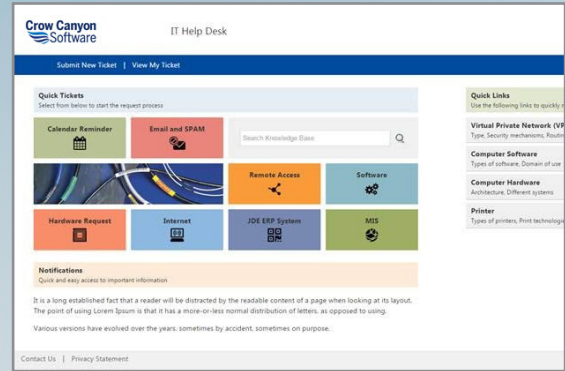 Crow Canyon
Software
IT Help Desk
Submit New Ticket | View My Ticket
Quick Tickets
Select from below to start the request process
Calendar Reminder
Email and SPAM
Search Knowledge Base
Remote Access
Software
Hardware Request
Internet
JDE ERP System
MIS
Notifications
Quick and easy access to important information
It is a long established fact that a reader will be distracted by the readable content of a page when looking at its layout.
The point of using Lorem Ipsum is that it has a more-or-less normal distribution of letters, as opposed to using.
Various versions have evolved over the years, sometimes by accident, sometimes on purpose.
Quick Links
Use the following links to quickly
Virtual Private Network (VP
Type, Security mechanisms, Routin
Computer Software
Types of software, Domain of use
Computer Hardware
Architecture, Different systems
Printer
Types of printers, Print technologi
Contact Us | Privacy Statement